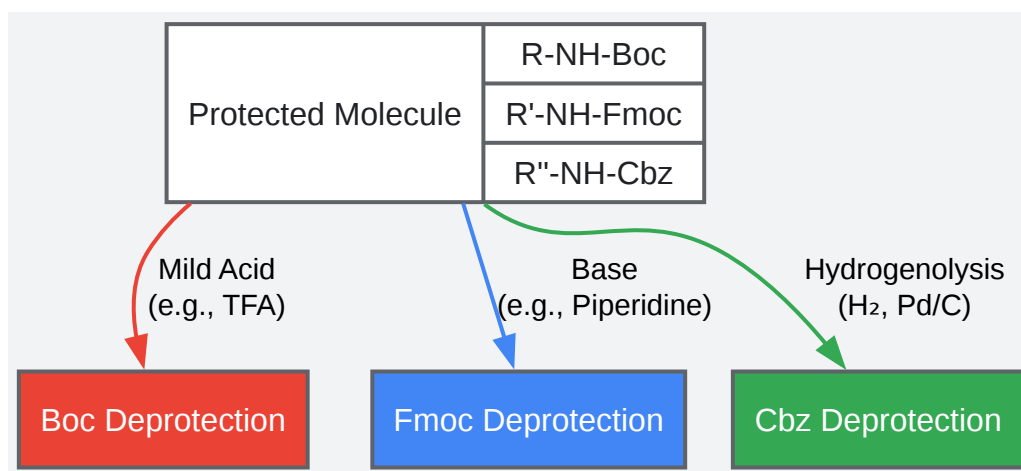 Protected Molecule
R-NH-Boc
R'-NH-Fmoc
R"-NH-Cbz
Mild Acid
(e.g., TFA)
Base
(e.g., Piperidine)
Hydrogenolysis
(H₂, Pd/C)
Boc Deprotection
Fmoc Deprotection
Cbz Deprotection